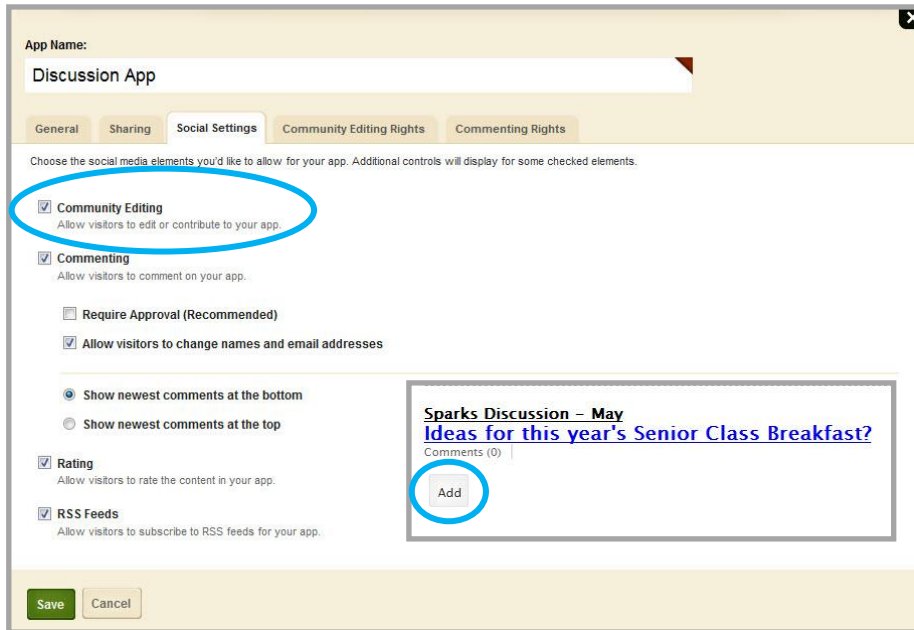 App Name:
Discussion App
General Sharing Social Settings Community Editing Rights Commenting Rights
Choose the social media elements you'd like to allow for your app. Additional controls will display for some checked elements.
Community Editing
Allow visitors to edit or contribute to your app.
Commenting
Allow visitors to comment on your app.
Require Approval (Recommended)
Allow visitors to change names and email addresses
Show newest comments at the bottom
Show newest comments at the top
Rating
Allow visitors to rate the content in your app.
RSS Feeds
Allow visitors to subscribe to RSS feeds for your app.
Sparks Discussion – May
Ideas for this year's Senior Class Breakfast?
Comments (0)
Add
Save Cancel